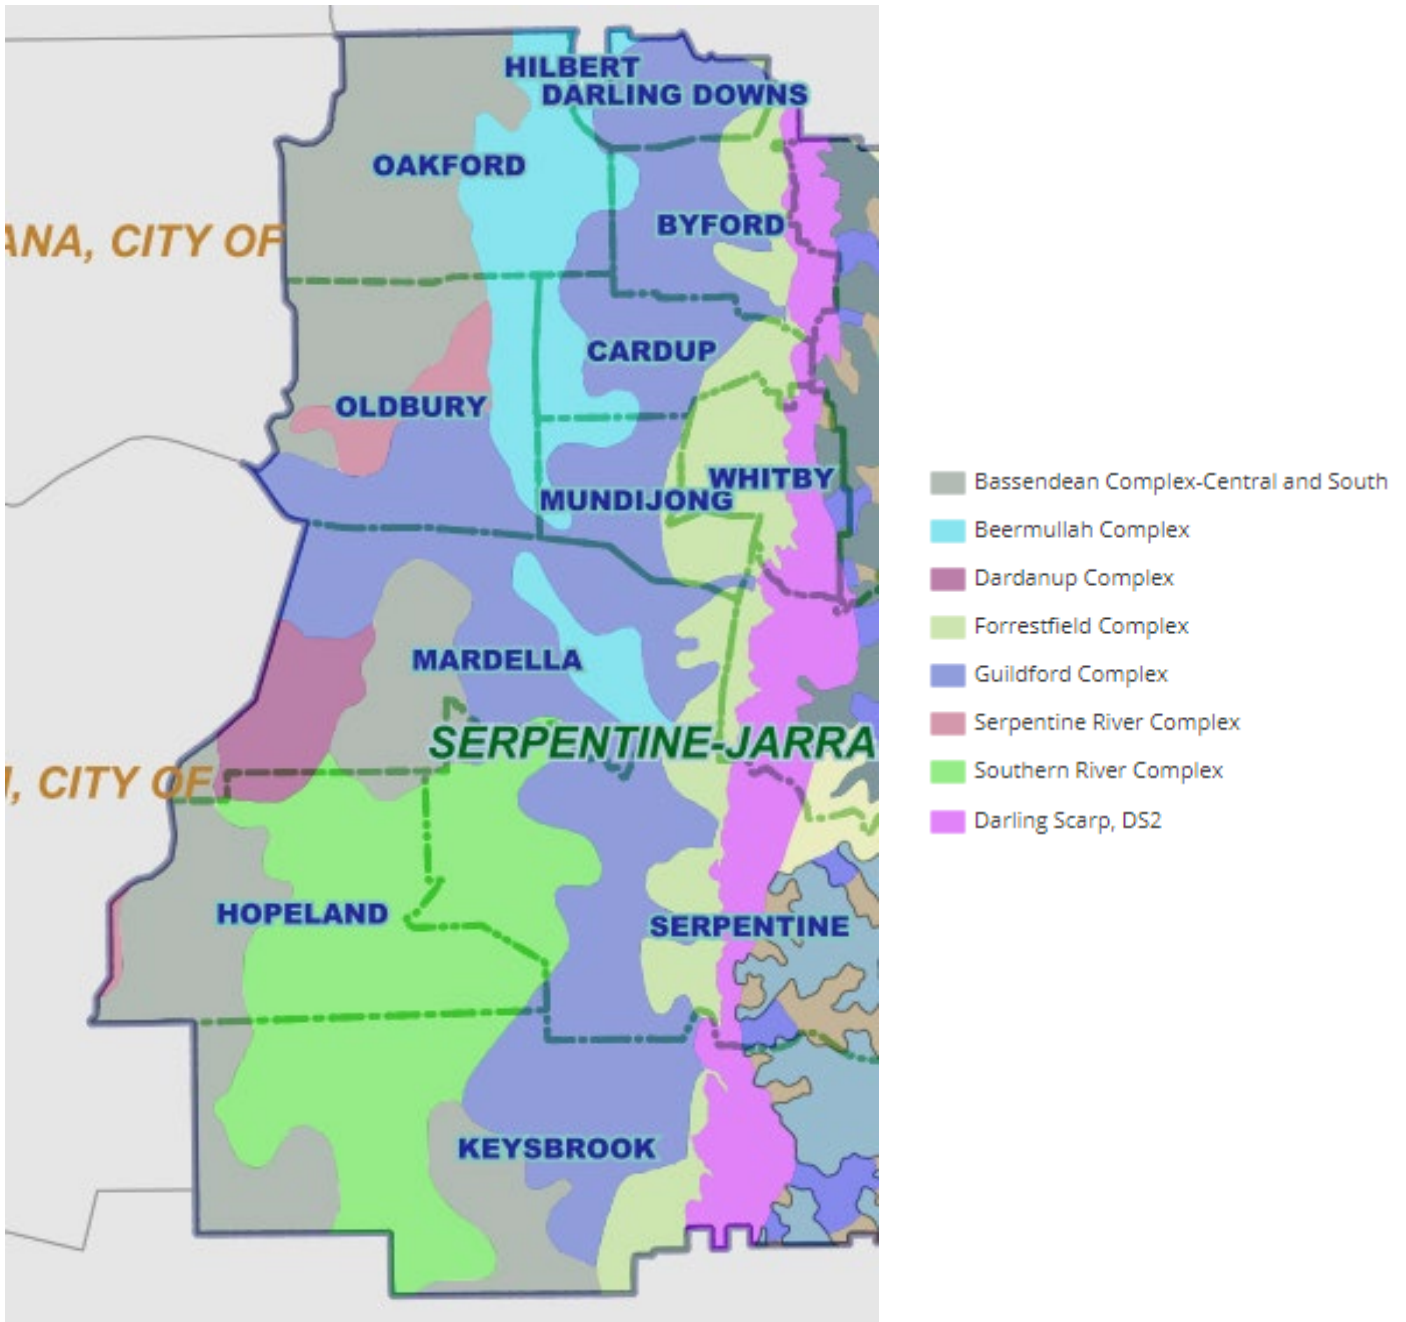 HILBERT
DARLING DOWNS
OAKFORD
BYFORD
ANA, CITY OF
CARDUP
OLDBURY
WHITBY
MUNDIJONG
MARDELLA
SERPENTINE-JARRA
, CITY OF
HOPELAND
SERPENTINE
KEYSBROOK
Bassendean Complex-Central and South
Beermullah Complex
Dardanup Complex
Forrestfield Complex
Guildford Complex
Serpentine River Complex
Southern River Complex
Darling Scarp, DS2